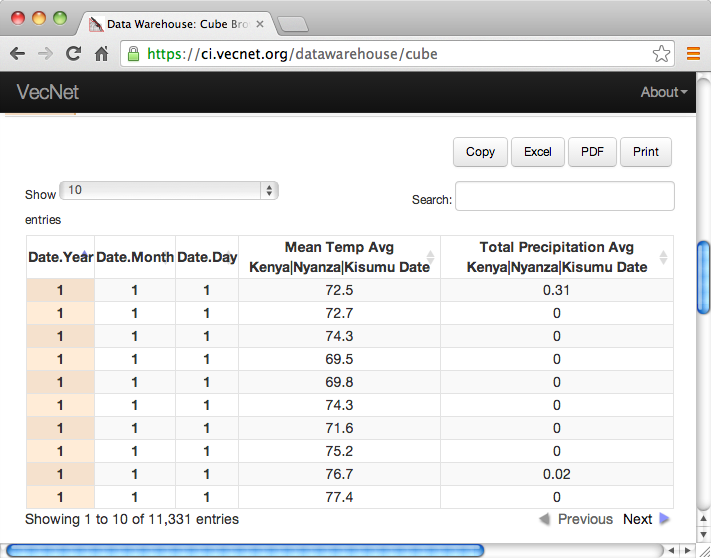 Data Warehouse: Cube Bro
https://ci.vecnet.org/datawarehouse/cube
VecNet About
Copy Excel PDF Print
Show 10 Search:
entries
Date.Year Date.Month Date.Day Mean Temp Avg Kenya|Nyanza|Kisumu Date Total Precipitation Avg Kenya|Nyanza|Kisumu Date
1 1 1 72.5 0.31
1 1 1 72.7 0
1 1 1 74.3 0
1 1 1 69.5 0
1 1 1 69.8 0
1 1 1 74.3 0
1 1 1 71.6 0
1 1 1 75.2 0
1 1 1 76.7 0.02
1 1 1 77.4 0
Showing 1 to 10 of 11,331 entries Previous Next